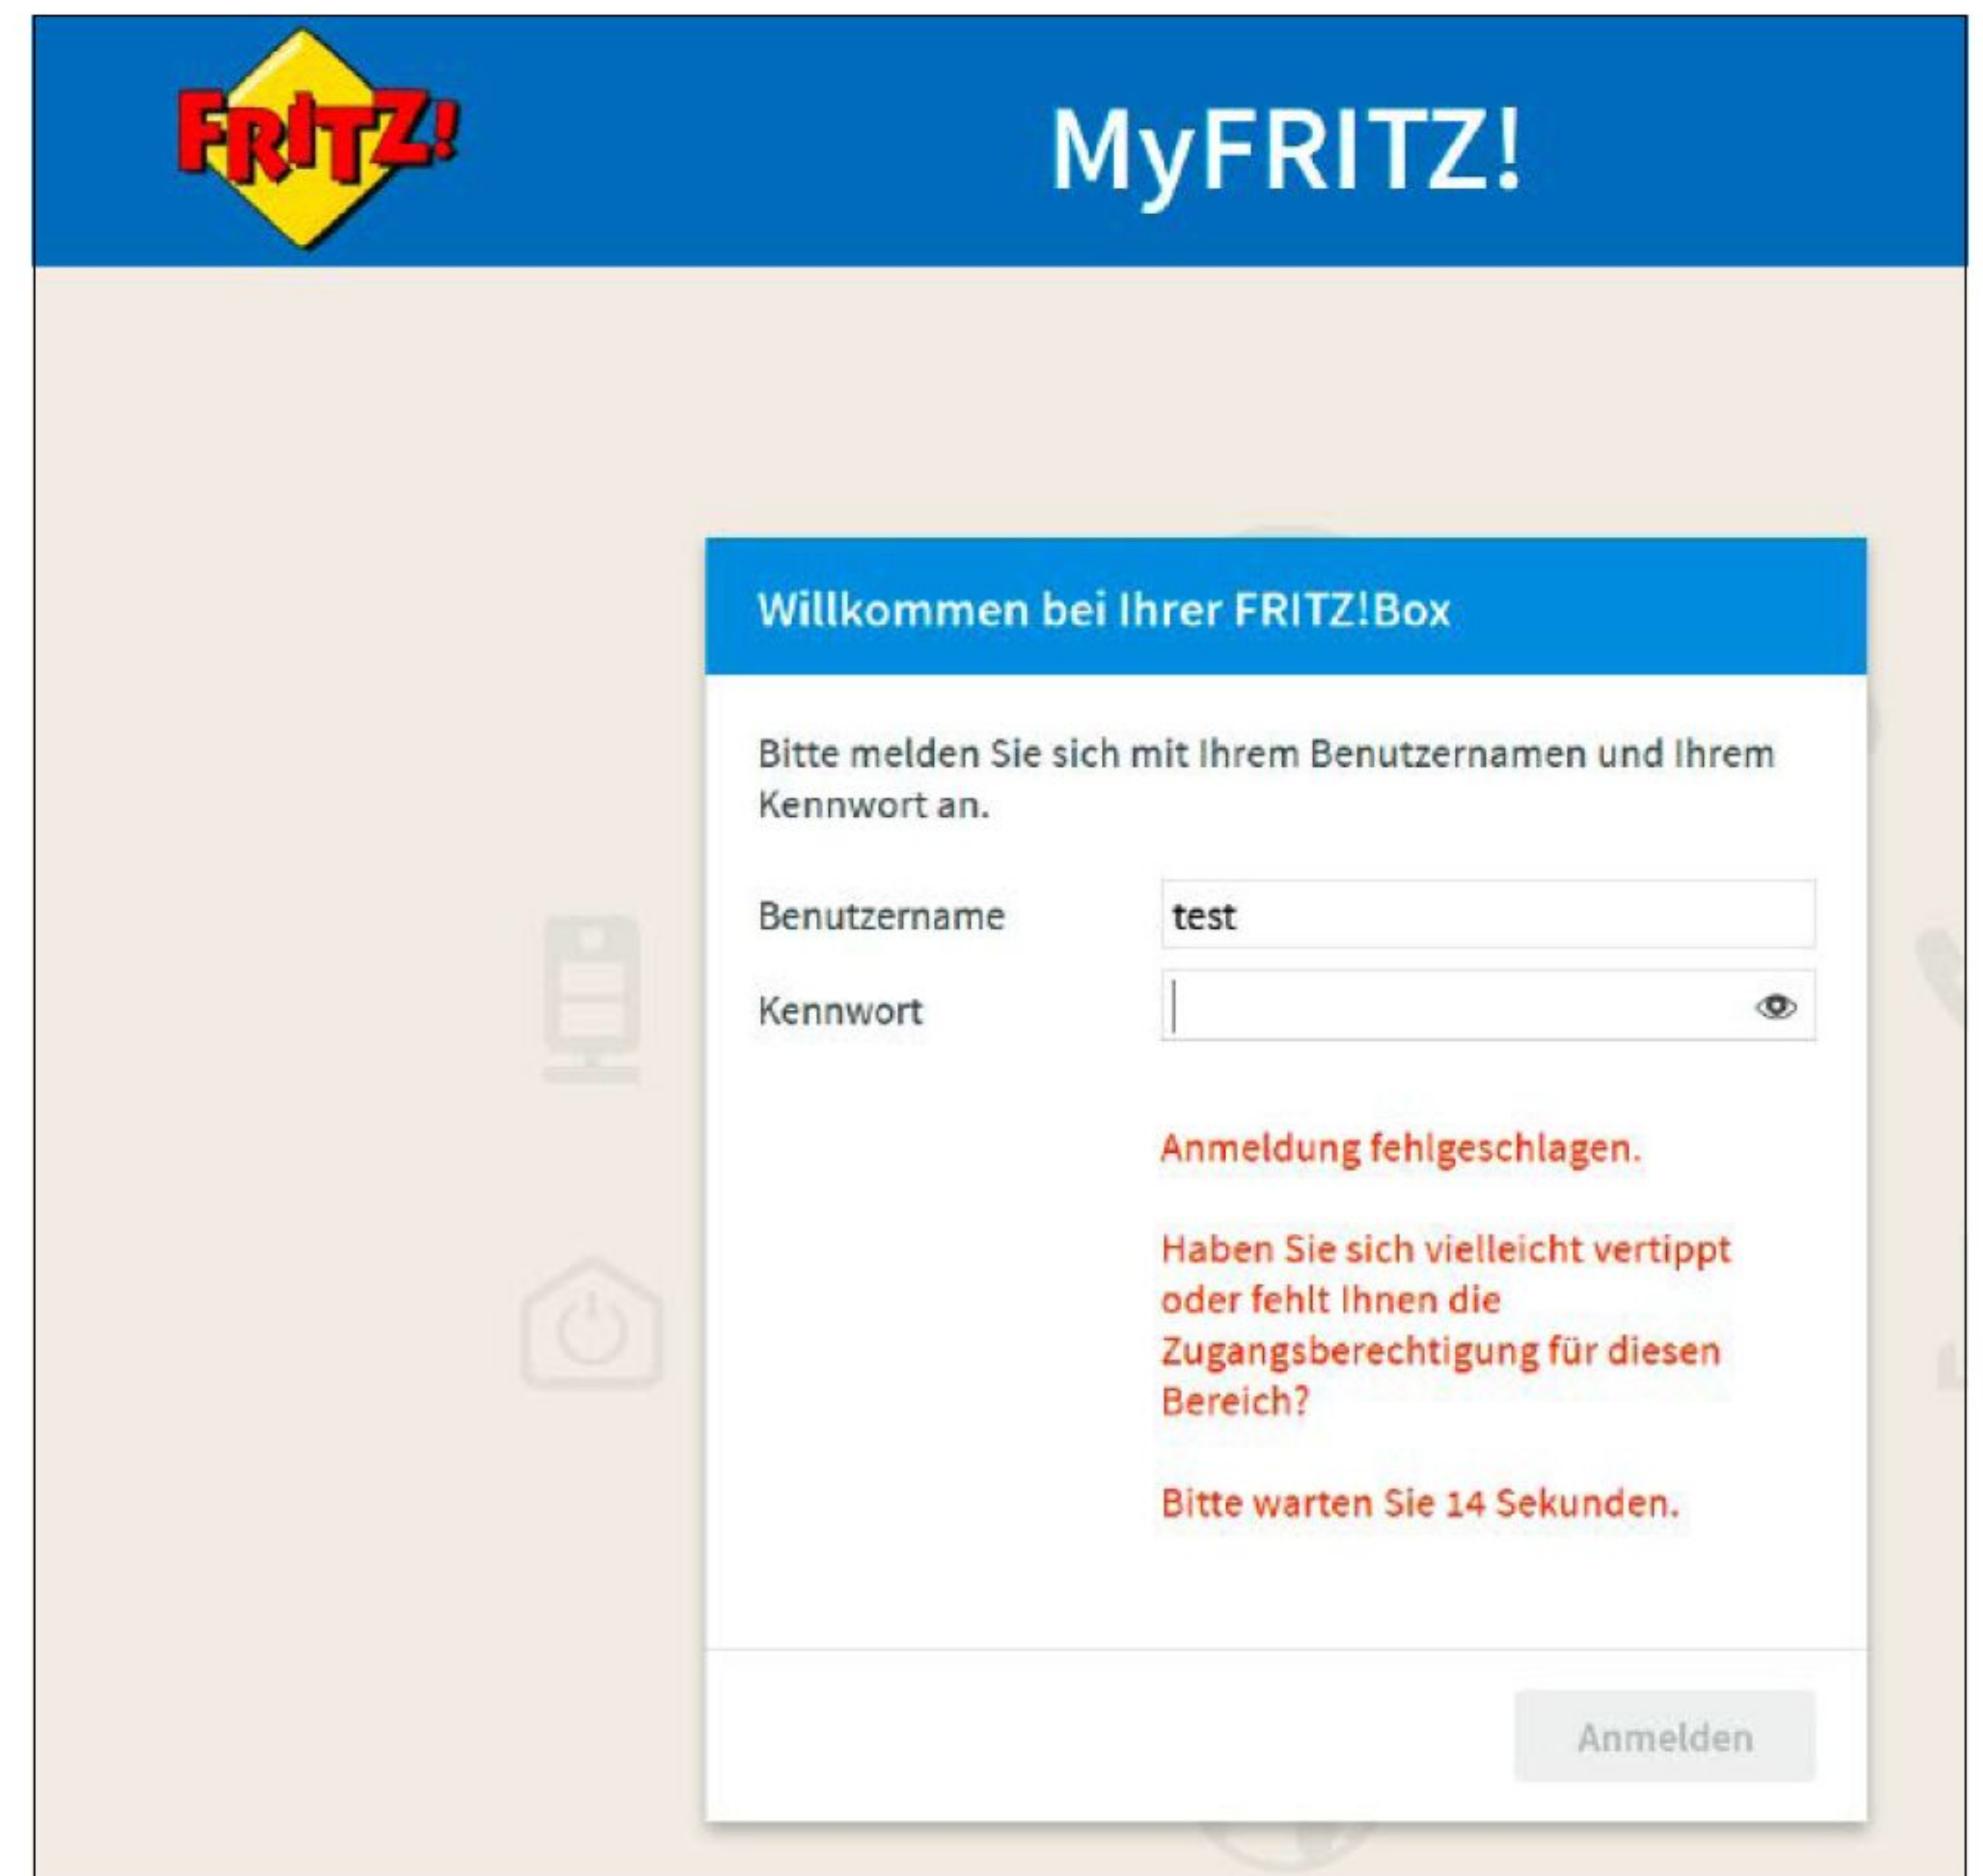 FRITZ!
MyFRITZ!
Willkommen bei Ihrer FRITZ!Box
Bitte melden Sie sich mit Ihrem Benutzernamen und Ihrem
Kennwort an.
Benutzername
test
Kennwort
Anmeldung fehlgeschlagen.
Haben Sie sich vielleicht vertippt
oder fehlt Ihnen die
Zugangsberechtigung für diesen
Bereich?
Bitte warten Sie 14 Sekunden.
Anmelden